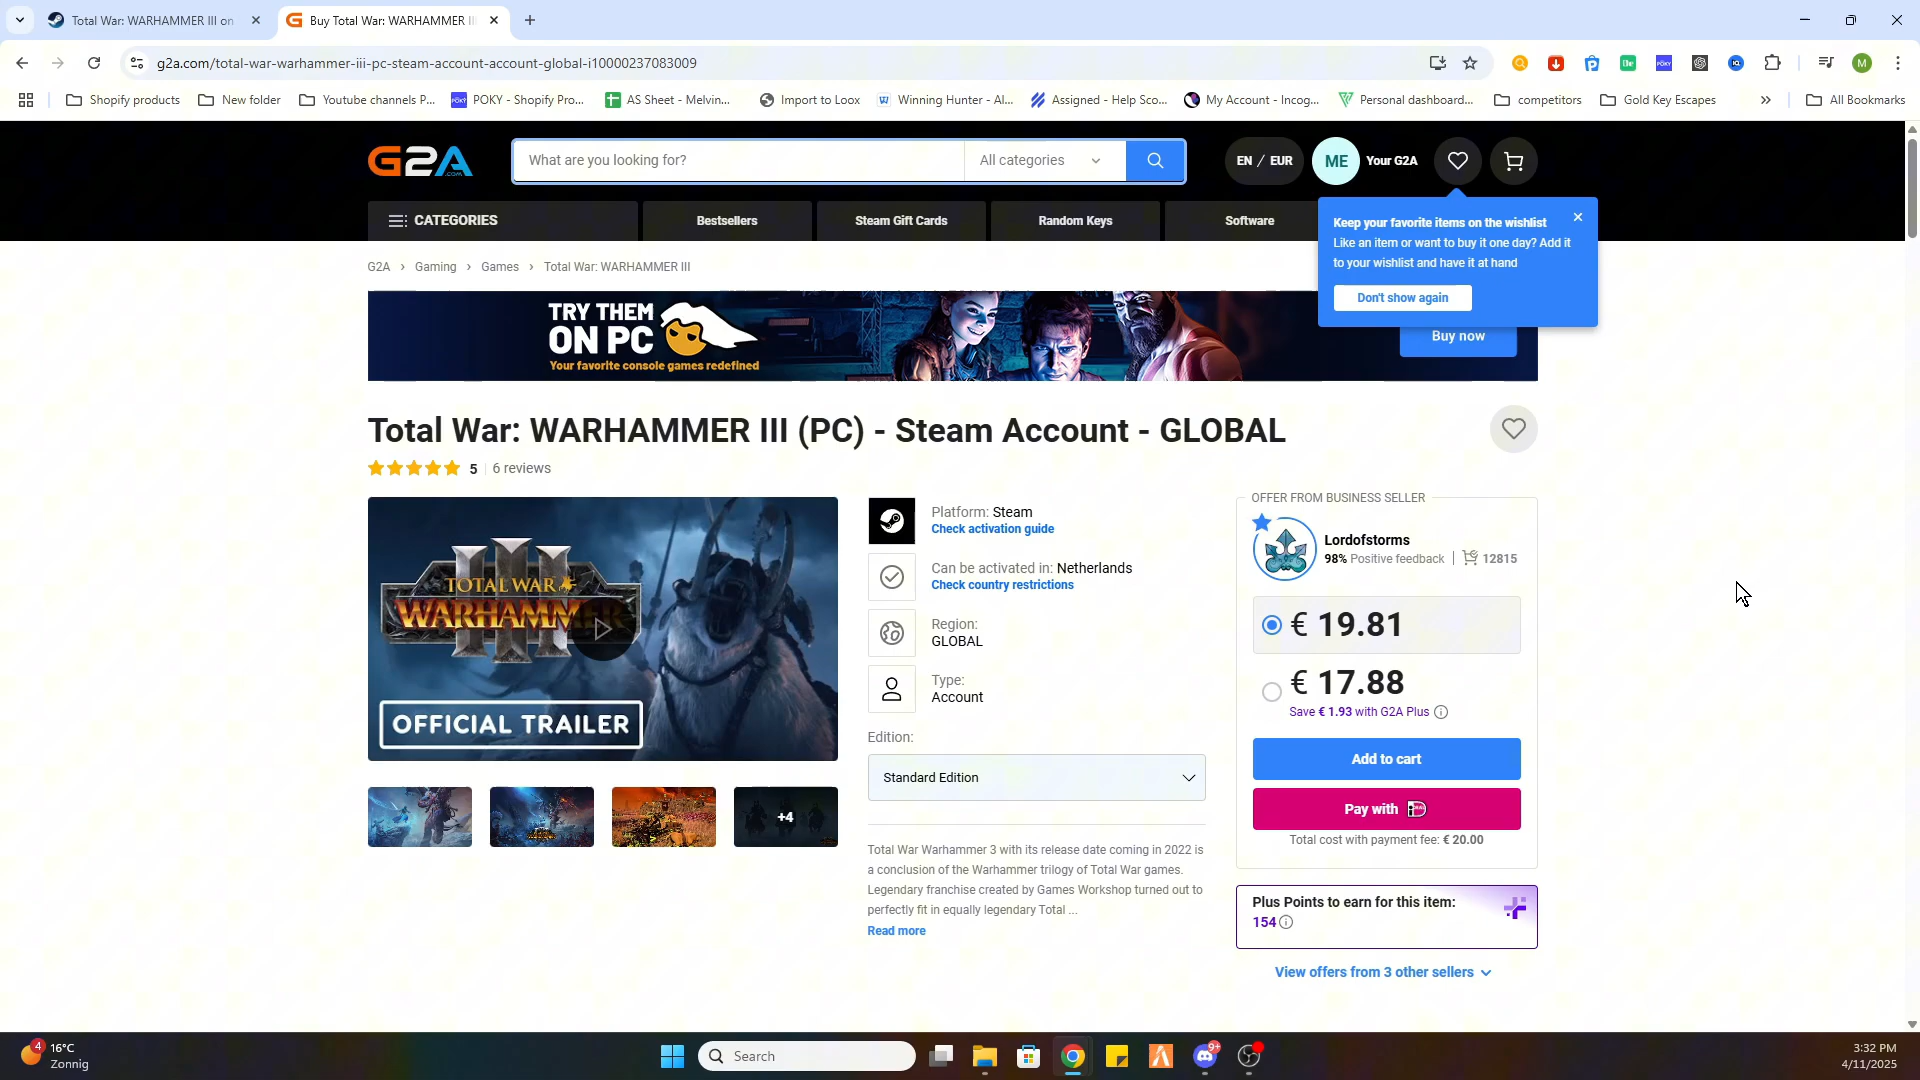 Total War: WARHAMMER III on
Buy Total War: WARHAMMER III
g2a.com/total-war-warhammer-iii-pc-steam-account-account-global-i10000237083009
M
Shopify products
New folder
Youtube channels P...
POKY - Shopify Pro...
AS Sheet - Melvin...
Import to Loox
Winning Hunter - AI...
Assigned - Help Sco...
My Account - Incog...
Personal dashboard...
competitors
Gold Key Escapes
All Bookmarks
G2A.COM
What are you looking for?
All categories
EN / EUR
ME
Your G2A
CATEGORIES
Bestsellers
Steam Gift Cards
Random Keys
Software
Keep your favorite items on the wishlist
Like an item or want to buy it one day? Add it
to your wishlist and have it at hand
Don't show again
G2A > Gaming > Games > Total War: WARHAMMER III
TRY THEM
ON PC
Your favorite console games redefined
Buy now
Total War: WARHAMMER III (PC) - Steam Account - GLOBAL
5 | 6 reviews
TOTAL WAR
WARHAMMER
III
OFFICIAL TRAILER
+4
Platform: Steam
Check activation guide
Can be activated in: Netherlands
Check country restrictions
Region:
GLOBAL
Type:
Account
Edition:
Standard Edition
Total War Warhammer 3 with its release date coming in 2022 is
a conclusion of the Warhammer trilogy of Total War games.
Legendary franchise created by Games Workshop turned out to
perfectly fit in equally legendary Total ...
Read more
OFFER FROM BUSINESS SELLER
Lordofstorms
98% Positive feedback | 12815
€ 19.81
€ 17.88
Save € 1.93 with G2A Plus
Add to cart
Pay with iDEAL
Total cost with payment fee: € 20.00
Plus Points to earn for this item:
154
View offers from 3 other sellers
4
16°C
Zonnig
Search
9+
3:32 PM
4/11/2025